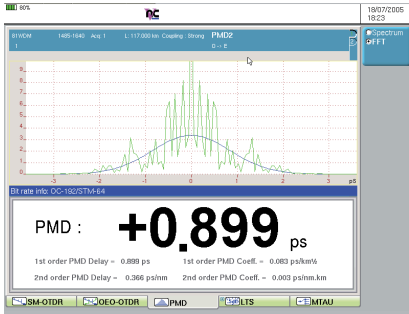 80%
18/07/2005
18:23
81WDM 1485-1640 Acq: 1 L: 117.000 km Coupling : Strong PMD2
1 O -> E
Spectrum
FFT
9
8
7
6
5
4
3
2
1
0
-3 -2 -1 0 1 2 3 ps
Bit rate info: OC-192/STM-64
PMD : +0.899 ps
1st order PMD Delay = 0.899 ps 1st order PMD Coeff. = 0.083 ps/km½
2nd order PMD Delay = 0.366 ps/nm 2nd order PMD Coeff. = 0.003 ps/nm.km
SM-OTDR OEO-OTDR PMD LTS MTAU